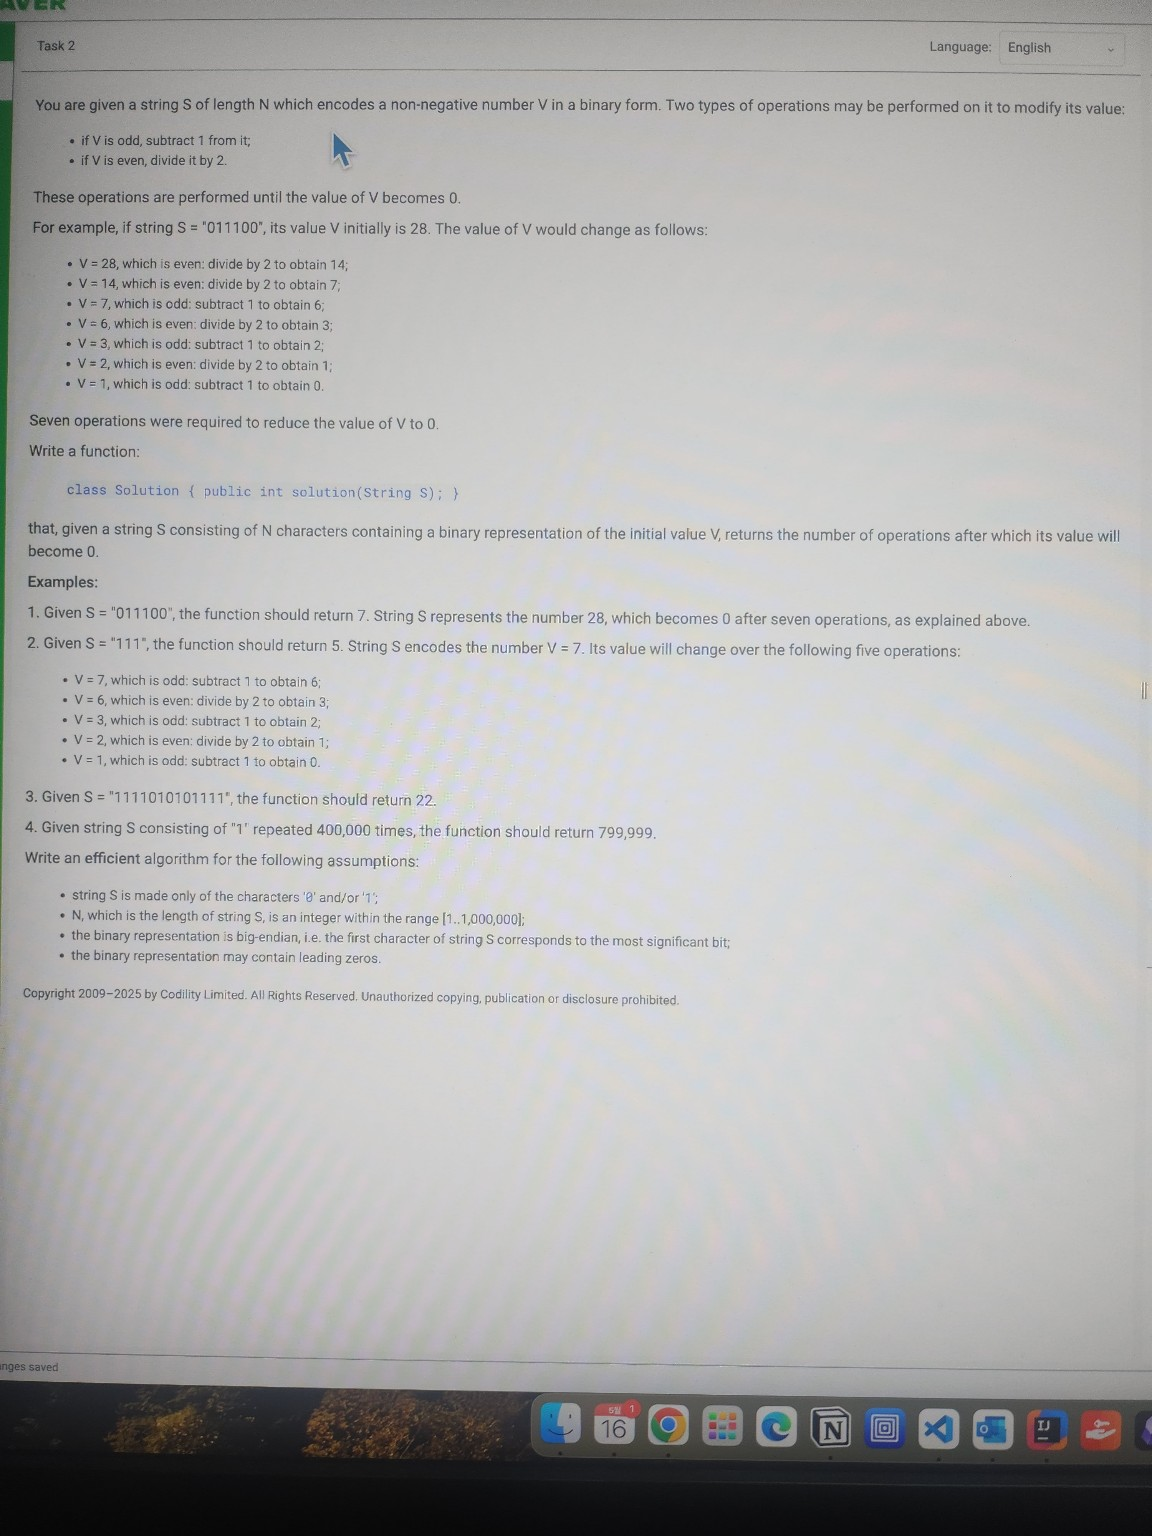 AVER
Task 2
Language: English
You are given a string S of length N which encodes a non-negative number V in a binary form. Two types of operations may be performed on it to modify its value:
• if V is odd, subtract 1 from it;
• if V is even, divide it by 2.
These operations are performed until the value of V becomes 0.
For example, if string S = "011100", its value V initially is 28. The value of V would change as follows:
• V = 28, which is even: divide by 2 to obtain 14;
• V = 14, which is even: divide by 2 to obtain 7;
• V = 7, which is odd: subtract 1 to obtain 6;
• V = 6, which is even: divide by 2 to obtain 3;
• V = 3, which is odd: subtract 1 to obtain 2;
• V = 2, which is even: divide by 2 to obtain 1;
• V = 1, which is odd: subtract 1 to obtain 0.
Seven operations were required to reduce the value of V to 0.
Write a function:
class Solution { public int solution(String S); }
that, given a string S consisting of N characters containing a binary representation of the initial value V, returns the number of operations after which its value will
become 0.
Examples:
1. Given S = "011100", the function should return 7. String S represents the number 28, which becomes 0 after seven operations, as explained above.
2. Given S = "111", the function should return 5. String S encodes the number V = 7. Its value will change over the following five operations:
• V = 7, which is odd: subtract 1 to obtain 6;
• V = 6, which is even: divide by 2 to obtain 3;
• V = 3, which is odd: subtract 1 to obtain 2;
• V = 2, which is even: divide by 2 to obtain 1;
• V = 1, which is odd: subtract 1 to obtain 0.
3. Given S = "1111010101111", the function should return 22.
4. Given string S consisting of "1" repeated 400,000 times, the function should return 799,999.
Write an efficient algorithm for the following assumptions:
• string S is made only of the characters '0' and/or '1';
• N, which is the length of string S, is an integer within the range [1..1,000,000];
• the binary representation is big-endian, i.e. the first character of string S corresponds to the most significant bit;
• the binary representation may contain leading zeros.
Copyright 2009–2025 by Codility Limited. All Rights Reserved. Unauthorized copying, publication or disclosure prohibited.
nges saved
5월 1
16
N
IJ